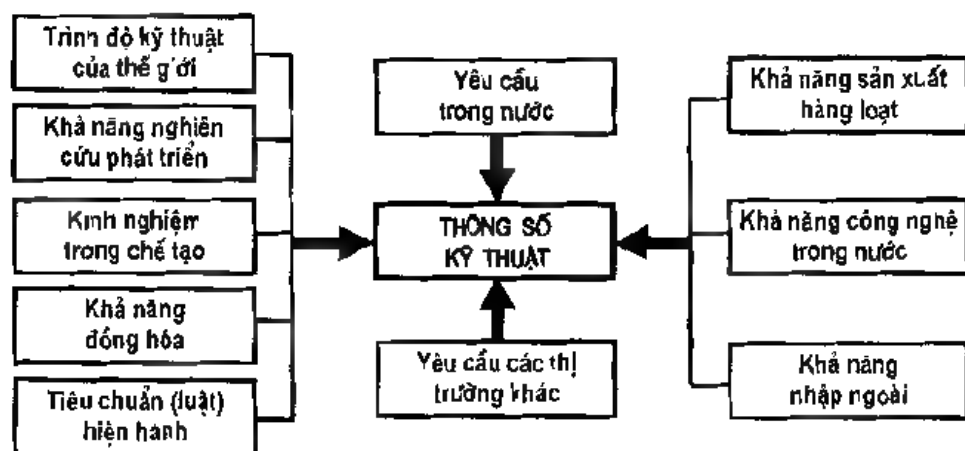 Trình độ kỹ thuật
của thế giới
Khả năng nghiên
cứu phát triển
Kinh nghiệm
trong chế tạo
Khả năng
đồng hóa
Tiêu chuẩn (luật)
hiện hành
Yêu cầu
trong nước
THÔNG SỐ
KỸ THUẬT
Yêu cầu các thị
trường khác
Khả năng sản xuất
hàng loạt
Khả năng công nghệ
trong nước
Khả năng
nhập ngoài